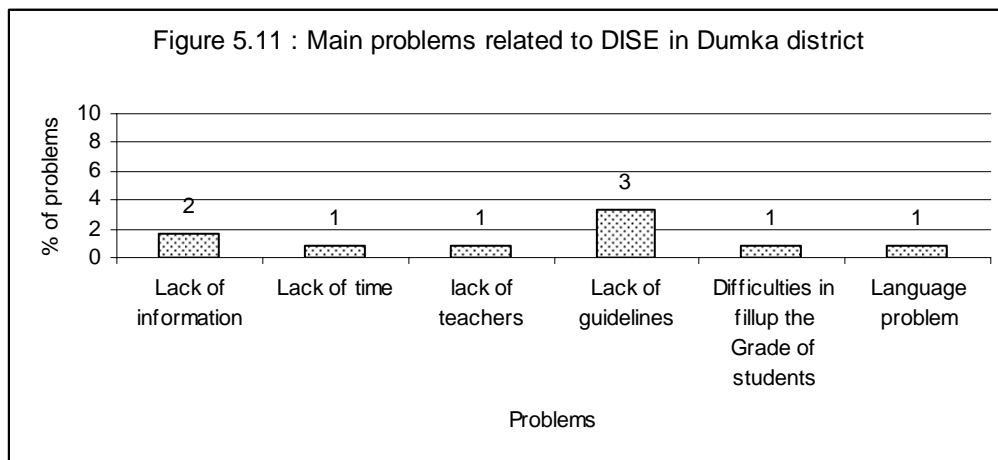 Figure 5.11 : Main problems related to DISE in Dumka district
% of problems
10
8
6
4
2
0
2
1
1
3
1
1
Lack of
information
Lack of time
lack of
teachers
Lack of
guidelines
Difficulties in
fillup the
Grade of
students
Language
problem
Problems